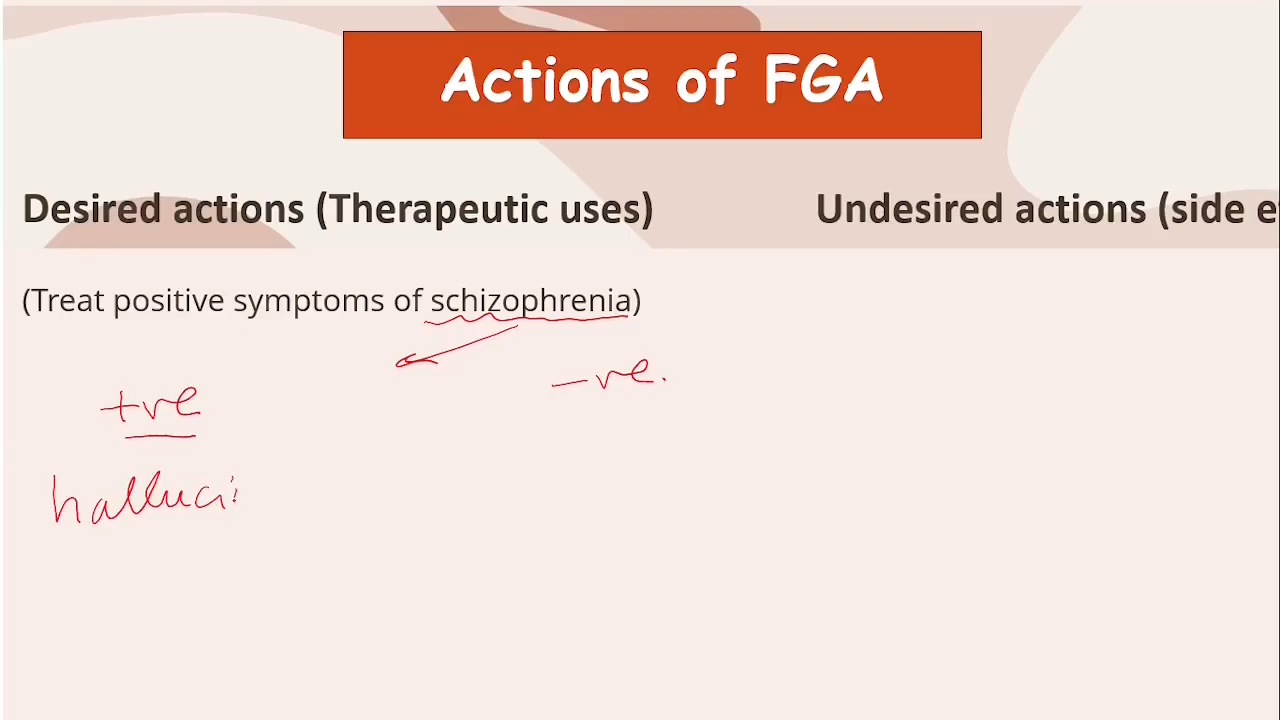 Actions of FGA
Desired actions (Therapeutic uses)
Undesired actions (side e
(Treat positive symptoms of schizophrenia)
-ve.
+ve
halluci